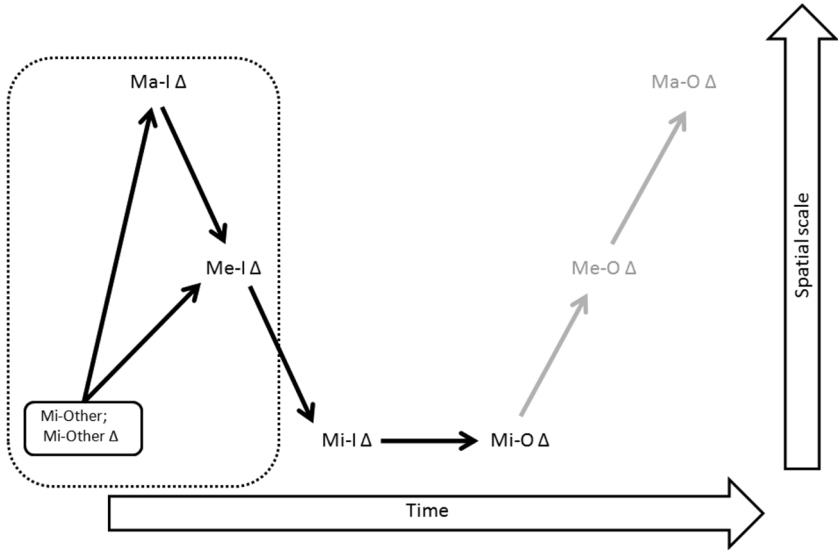 Ma-I Δ
Ma-O Δ
Me-I Δ
Me-O Δ
Spatial scale
Mi-Other;
Mi-Other Δ
Mi-I Δ
Mi-O Δ
Time